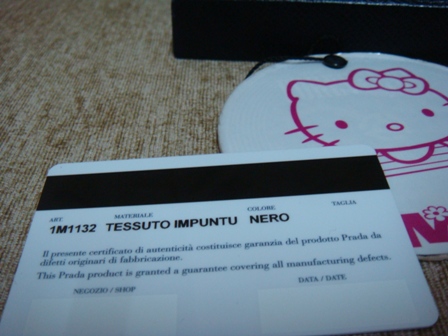 ART MATERIALE COLORE TAGLIA
1M1132 TESSUTO IMPUNTU NERO
Il presente certificato di autenticità costituisce garanzia del prodotto Prada da
difetti originari di fabbricazione.
This Prada product is granted a guarantee covering all manufacturing defects.
NEGOZIO / SHOP DATA / DATE